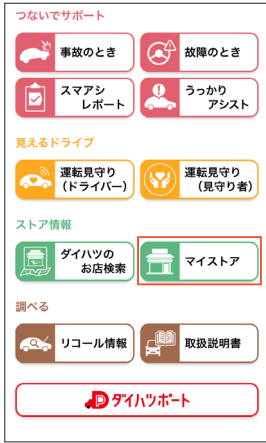 つないでサポート
事故のとき
故障のとき
スマアシ
レポート
うっかり
アシスト
見えるドライブ
運転見守り
（ドライバー）
運転見守り
（見守り者）
ストア情報
ダイハツの
お店検索
マイストア
調べる
リコール情報
取扱説明書
ダイハツポート